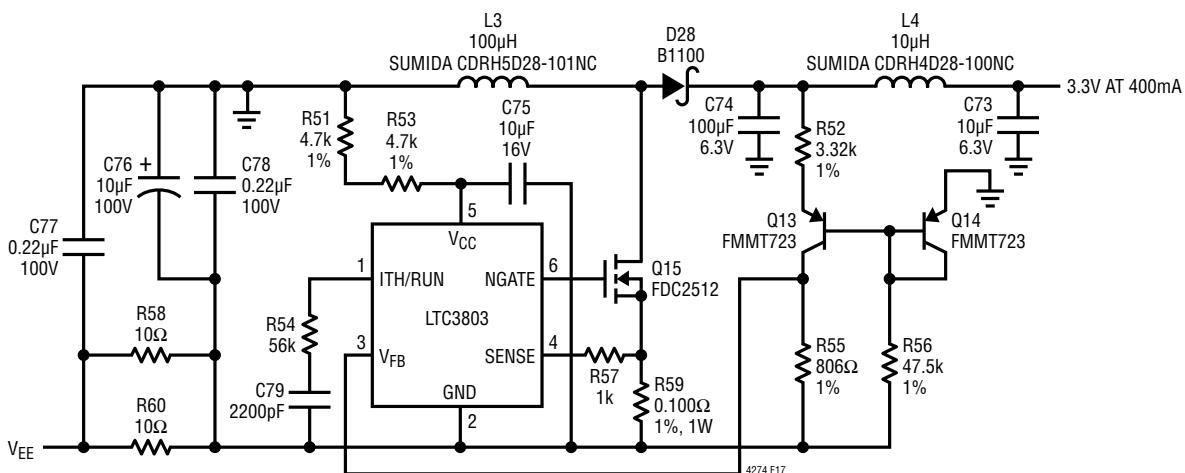 L3
100µH
SUMIDA CDRH5D28-101NC
D28
B1100
L4
10µH
SUMIDA CDRH4D28-100NC
3.3V AT 400mA
C74
100µF
6.3V
C73
10µF
6.3V
R51
4.7k
1%
R53
4.7k
1%
C75
10µF
16V
R52
3.32k
1%
C76
10µF
100V
+
C78
0.22µF
100V
C77
0.22µF
100V
Q13
FMMT723
Q14
FMMT723
5
VCC
1
ITH/RUN
NGATE
6
Q15
FDC2512
LTC3803
R58
10Ω
R54
56k
3
VFB
SENSE
4
R57
1k
R55
806Ω
1%
R56
47.5k
1%
C79
2200pF
GND
2
R59
0.100Ω
1%, 1W
R60
10Ω
VEE
4274 F17